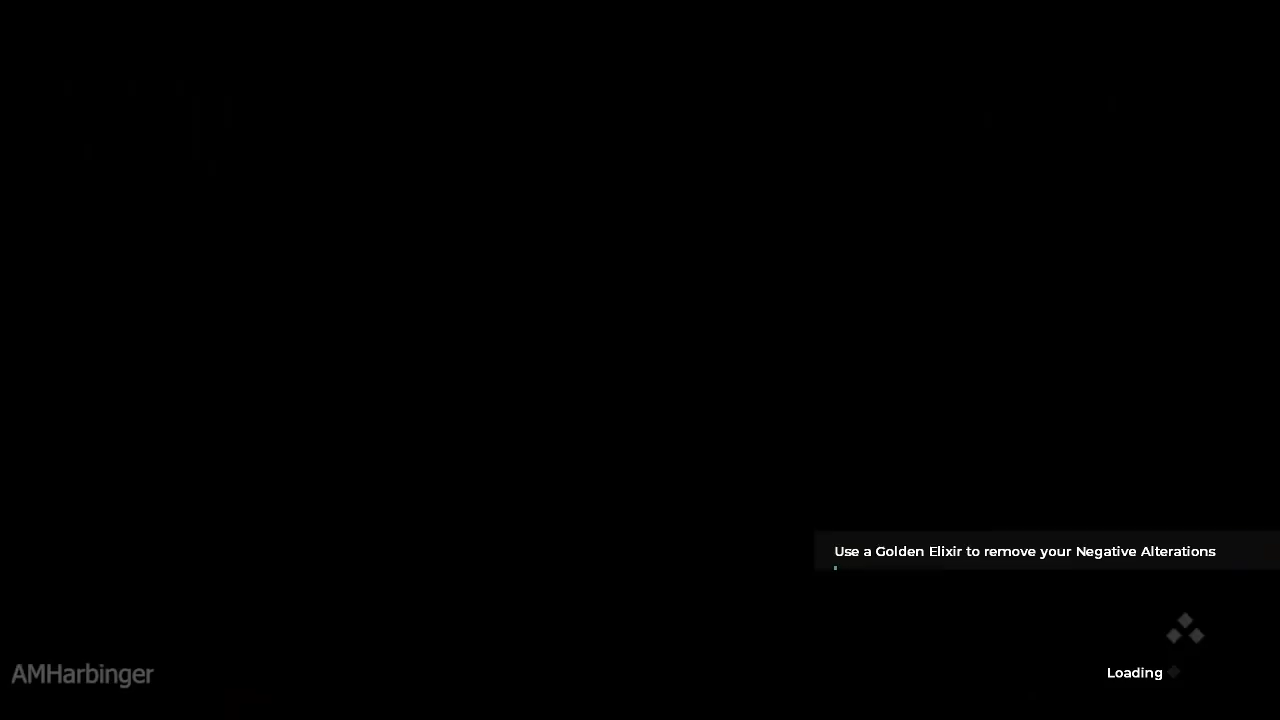 Use a Golden Elixir to remove your Negative Alterations
AMHarbinger
Loading